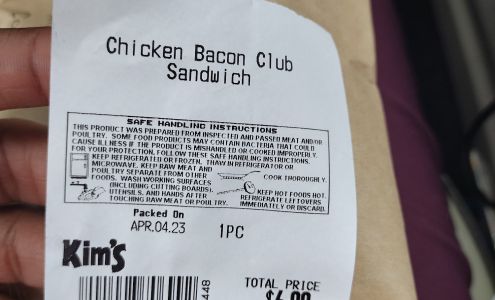 Chicken Bacon Club
Sandwich
SAFE HANDLING INSTRUCTIONS
THIS PRODUCT WAS PREPARED FROM INSPECTED AND PASSED MEAT AND/OR
POULTRY. SOME FOOD PRODUCTS MAY CONTAIN BACTERIA THAT COULD
CAUSE ILLNESS IF THE PRODUCT IS MISHANDLED OR COOKED IMPROPERLY.
FOR YOUR PROTECTION, FOLLOW THESE SAFE HANDLING INSTRUCTIONS.
KEEP REFRIGERATED OR FROZEN. THAW IN REFRIGERATOR OR
MICROWAVE. KEEP RAW MEAT AND
POULTRY SEPARATE FROM OTHER
FOODS. WASH WORKING SURFACES
(INCLUDING CUTTING BOARDS),
UTENSILS, AND HANDS AFTER
TOUCHING RAW MEAT OR POULTRY.
COOK THOROUGHLY.
KEEP HOT FOODS HOT.
REFRIGERATE LEFTOVERS
IMMEDIATELY OR DISCARD.
Packed On
APR.04.23
1PC
Kim's
448
TOTAL PRICE